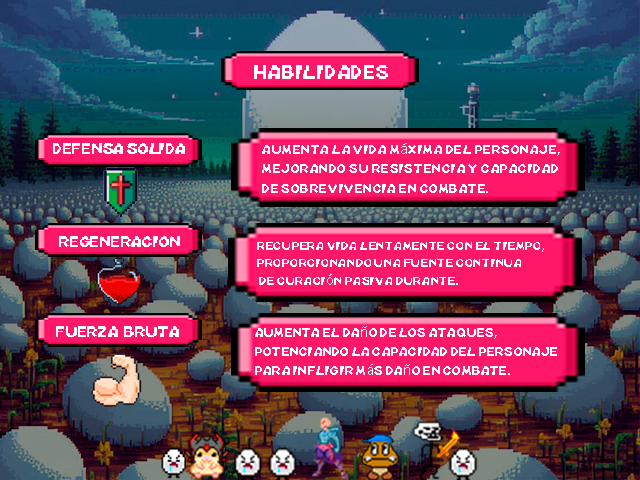 HABILIDADES
DEFENSA SOLIDA
AUMENTA LA VIDA MÁXIMA DEL PERSONAJE,
MEJORANDO SU RESISTENCIA Y CAPACIDAD
DE SOBREVIVENCIA EN COMBATE.
REGENERACION
RECUPERA VIDA LENTAMENTE CON EL TIEMPO,
PROPORCIONANDO UNA FUENTE CONTINUA
DE CURACIÓN PASIVA DURANTE.
FUERZA BRUTA
AUMENTA EL DAÑO DE LOS ATAQUES,
POTENCIANDO LA CAPACIDAD DEL PERSONAJE
PARA INFLIGIR MÁS DAÑO EN COMBATE.